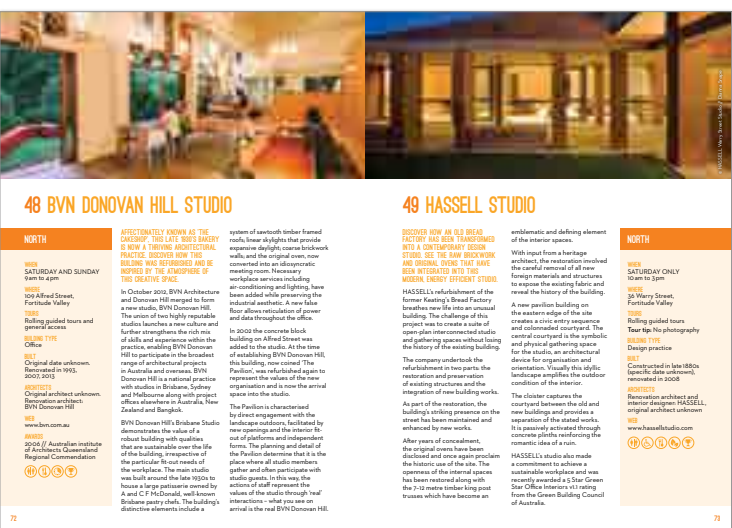 48 BVN DONOVAN HILL STUDIO
NORTH
WHEN
SATURDAY AND SUNDAY
9am to 4pm
WHERE
109 Alfred Street,
Fortitude Valley
TOURS
Rolling guided tours and
general access
BUILDING TYPE
Office
BUILT
Original date unknown.
Renovated in 1993,
2007, 2013
ARCHITECTS
Original architect unknown.
Renovation architect:
BVN Donovan Hill
WEB
www.bvn.com.au
AWARDS
2006 // Australian institute
of Architects Queensland
Regional Commendation
AFFECTIONATELY KNOWN AS 'THE
CAKESHOP', THIS LATE 1930'S BAKERY
IS NOW A THRIVING ARCHITECTURAL
PRACTICE. DISCOVER HOW THIS
BUILDING WAS REFURBISHED AND BE
INSPIRED BY THE ATMOSPHERE OF
THIS CREATIVE SPACE.
In October 2012, BVN Architecture
and Donovan Hill merged to form
a new studio, BVN Donovan Hill.
The union of two highly reputable
studios launches a new culture and
further strengthens the rich mix
of skills and experience within the
practice, enabling BVN Donovan
Hill to participate in the broadest
range of architectural projects
in Australia and overseas. BVN
Donovan Hill is a national practice
with studios in Brisbane, Sydney
and Melbourne along with project
offices elsewhere in Australia, New
Zealand and Bangkok.
BVN Donovan Hill's Brisbane Studio
demonstrates the value of a
robust building with qualities
that are sustainable over the life
of the building, irrespective of
the particular fit-out needs of
the workplace. The main studio
was built around the late 1930s to
house a large patisserie owned by
A and C F McDonald, well-known
Brisbane pastry chefs. The building's
distinctive elements include a
system of sawtooth timber framed
roofs; linear skylights that provide
expansive daylight; coarse brickwork
walls; and the original oven, now
converted into an idiosyncratic
meeting room. Necessary
workplace services including
air-conditioning and lighting, have
been added while preserving the
industrial aesthetic. A new false
floor allows reticulation of power
and data throughout the office.
In 2002 the concrete block
building on Alfred Street was
added to the studio. At the time
of establishing BVN Donovan Hill,
this building, now coined 'The
Pavilion', was refurbished again to
represent the values of the new
organisation and is now the arrival
space into the studio.
The Pavilion is characterised
by direct engagement with the
landscape outdoors, facilitated by
new openings and the interior fit-
out of platforms and independent
forms. The planning and detail of
the Pavilion determine that it is the
place where all studio members
gather and often participate with
studio guests. In this way, the
actions of staff represent the
values of the studio through 'real'
interactions – what you see on
arrival is the real BVN Donovan Hill.
72
© HASSELL Warry Street Studio /
49 HASSELL STUDIO
DISCOVER HOW AN OLD BREAD
FACTORY HAS BEEN TRANSFORMED
INTO A CONTEMPORARY DESIGN
STUDIO. SEE THE RAW BRICKWORK
AND ORIGINAL OVENS THAT HAVE
BEEN INTEGRATED INTO THIS
MODERN, ENERGY EFFICIENT STUDIO.
HASSELL's refurbishment of the
former Keating's Bread Factory
breathes new life into an unusual
building. The challenge of this
project was to create a suite of
open-plan interconnected studio
and gathering spaces without losing
the history of the existing building.
The company undertook the
refurbishment in two parts: the
restoration and preservation
of existing structures and the
integration of new building works.
As part of the restoration, the
building's striking presence on the
street has been maintained and
enhanced by new works.
After years of concealment,
the original ovens have been
disclosed and once again proclaim
the historic use of the site. The
openness of the internal spaces
has been restored along with
the 7-12 metre timber king post
trusses which have become an
emblematic and defining element
of the interior spaces.
With input from a heritage
architect, the restoration involved
the careful removal of all new
foreign materials and structures
to expose the existing fabric and
reveal the history of the building.
A new pavilion building on
the eastern edge of the site
creates a civic entry sequence
and colonnaded courtyard. The
central courtyard is the symbolic
and physical gathering space
for the studio, an architectural
device for organisation and
orientation. Visually this idyllic
landscape amplifies the outdoor
condition of the interior.
The cloister captures the
courtyard between the old and
new buildings and provides a
separation of the stated works.
It is passively activated through
concrete plinths reinforcing the
romantic idea of a ruin.
HASSELL's studio also made
a commitment to achieve a
sustainable workplace and was
recently awarded a 5 Star Green
Star Office Interiors v1.1 rating
from the Green Building Council
of Australia.
NORTH
WHEN
SATURDAY ONLY
10am to 3pm
WHERE
36 Warry Street,
Fortitude Valley
TOURS
Rolling guided tours
Tour tip: No photography
BUILDING TYPE
Design practice
BUILT
Constructed in late 1880s
(specific date unknown),
renovated in 2008
ARCHITECTS
Renovation architect and
interior designer: HASSELL,
original architect unknown
WEB
www.hassellstudio.com
73